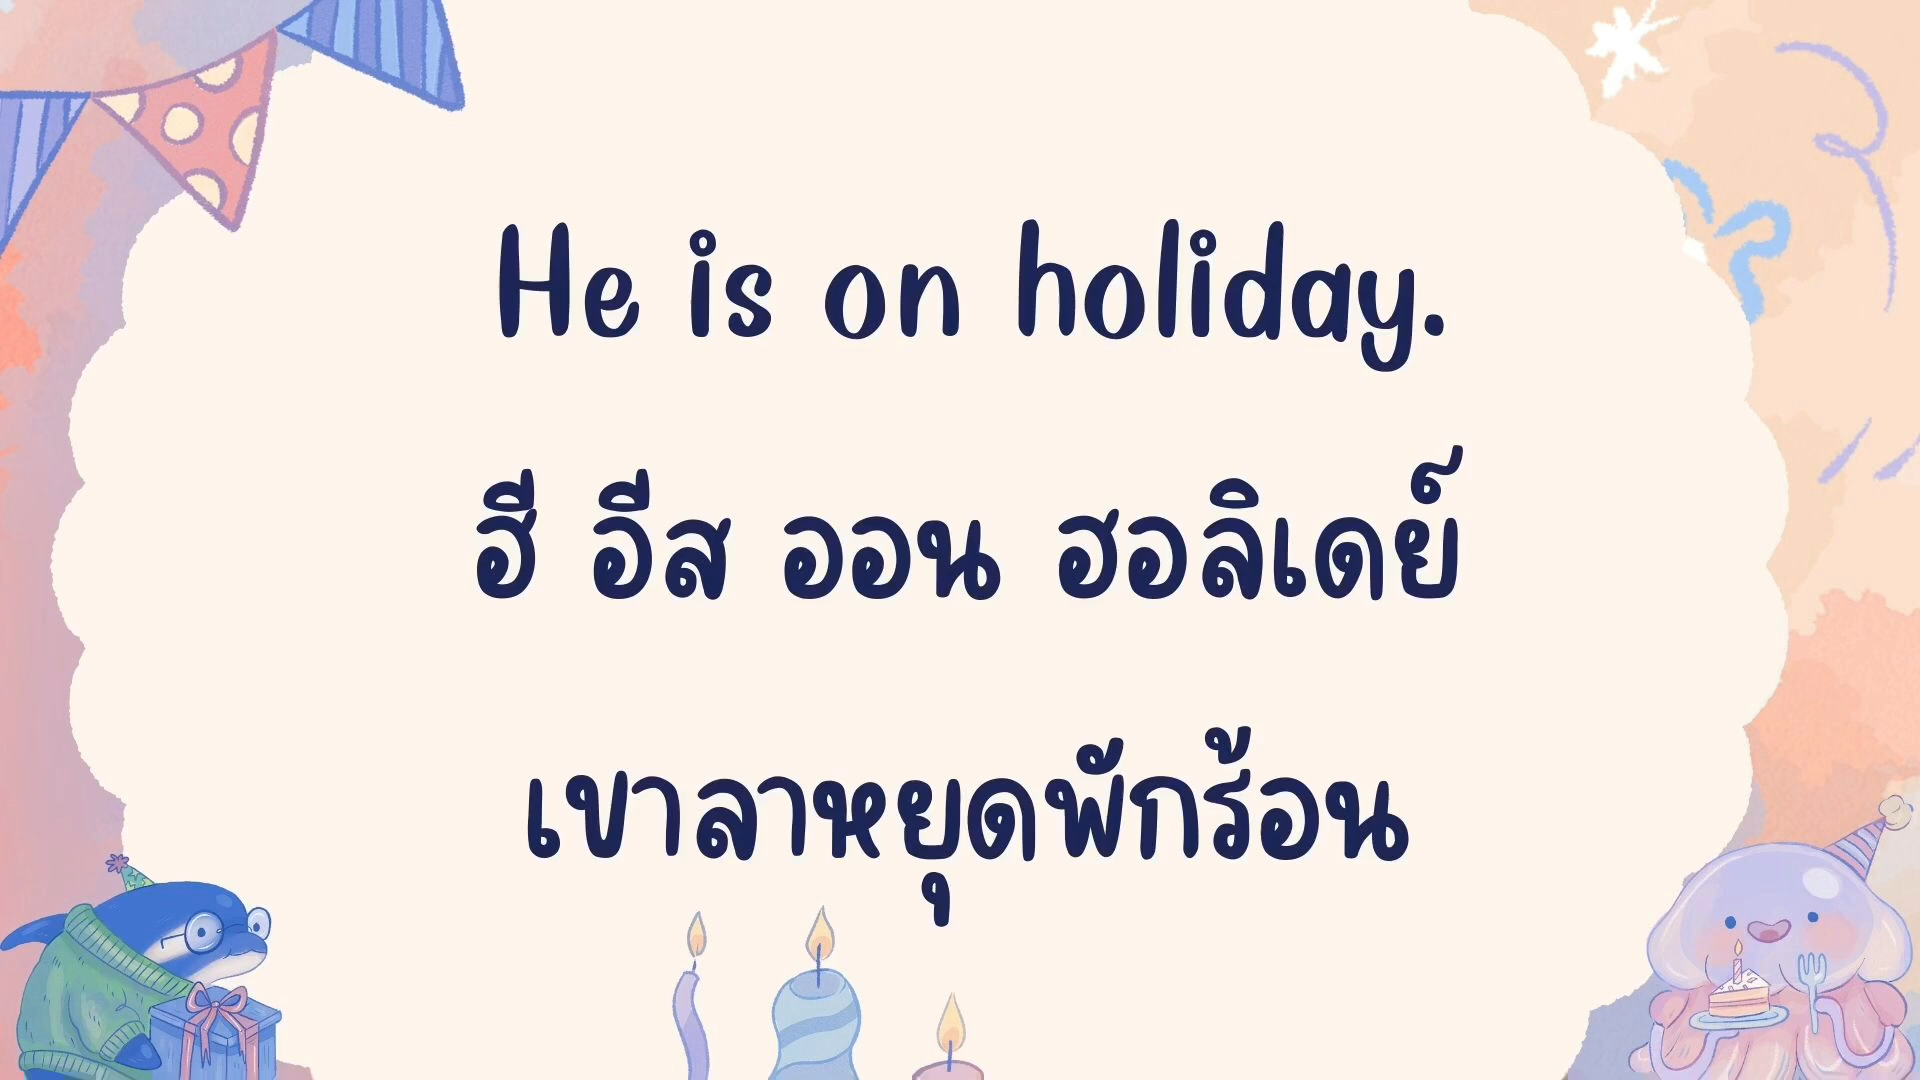 He is on holiday.
ฮี อีส ออน ฮอลิเดย์
เขาลาหยุดพักร้อน